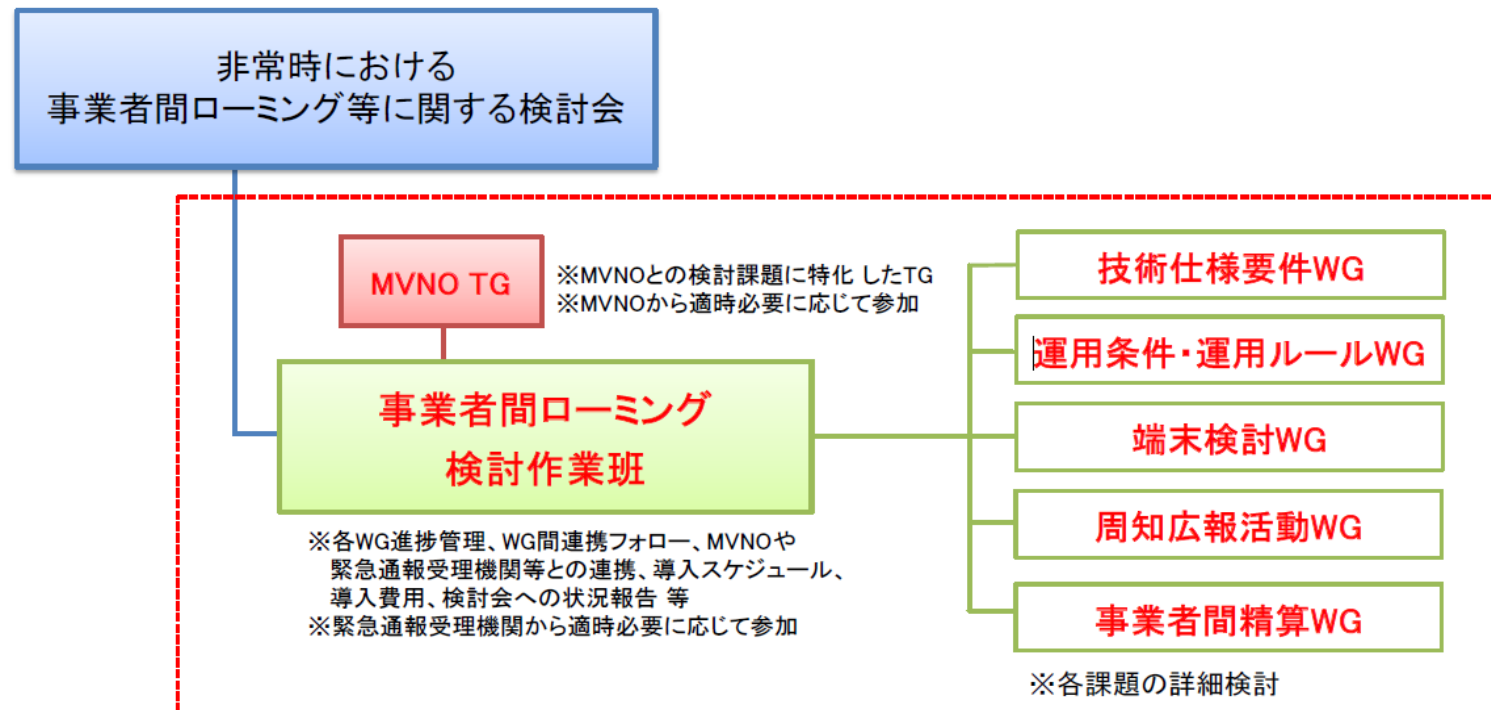 非常時における
事業者間ローミング等に関する検討会
MVNO TG
※MVNOとの検討課題に特化 したTG
※MVNOから適時必要に応じて参加
事業者間ローミング
検討作業班
※各WG進捗管理、WG間連携フォロー、MVNOや
緊急通報受理機関等との連携、導入スケジュール、
導入費用、検討会への状況報告 等
※緊急通報受理機関から適時必要に応じて参加
技術仕様要件WG
運用条件・運用ルールWG
端末検討WG
周知広報活動WG
事業者間精算WG
※各課題の詳細検討